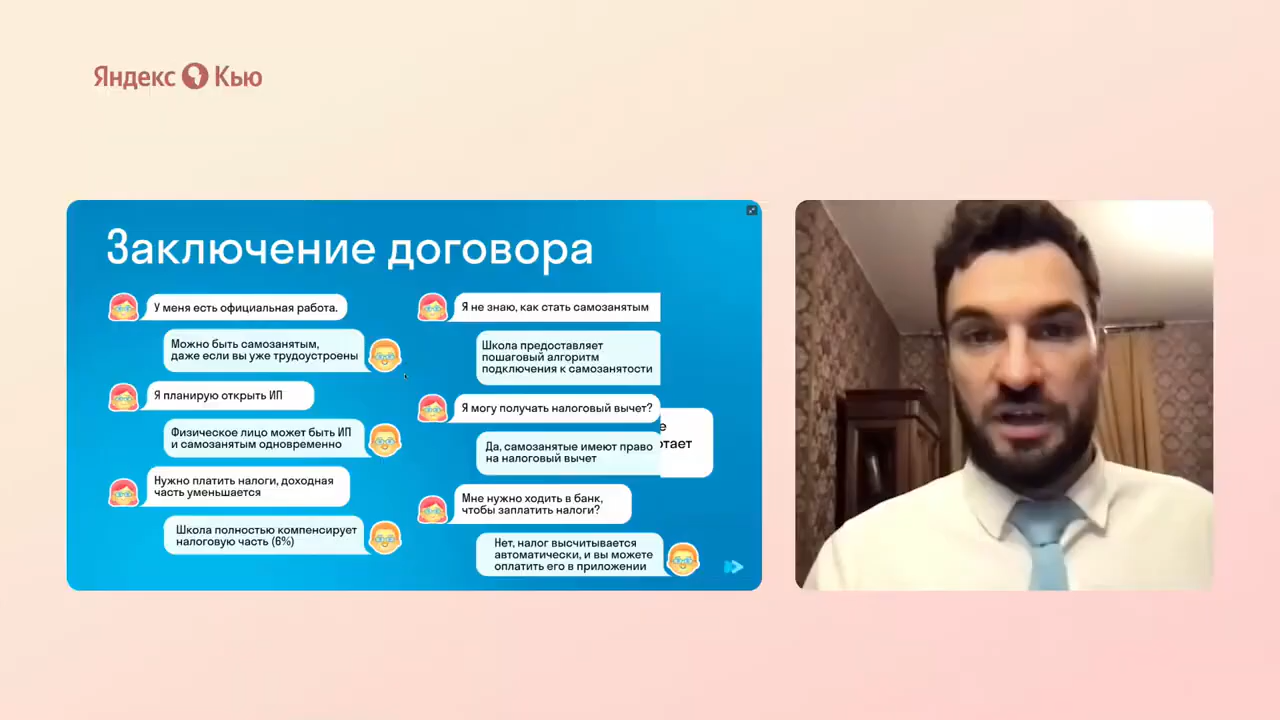 Яндекс Кью
Заключение договора
У меня есть официальная работа.
Можно быть самозанятым,
даже если вы уже трудоустроены
Я планирую открыть ИП
Физическое лицо может быть ИП
и самозанятым одновременно
Нужно платить налоги, доходная
часть уменьшается
Школа полностью компенсирует
налоговую часть (6%)
Я не знаю, как стать самозанятым
Школа предоставляет
пошаговый алгоритм
подключения к самозанятости
Я могу получать налоговый вычет?
Да, самозанятые имеют право
на налоговый вычет
Мне нужно ходить в банк,
чтобы заплатить налоги?
Нет, налог высчитывается
автоматически, и вы можете
оплатить его в приложении